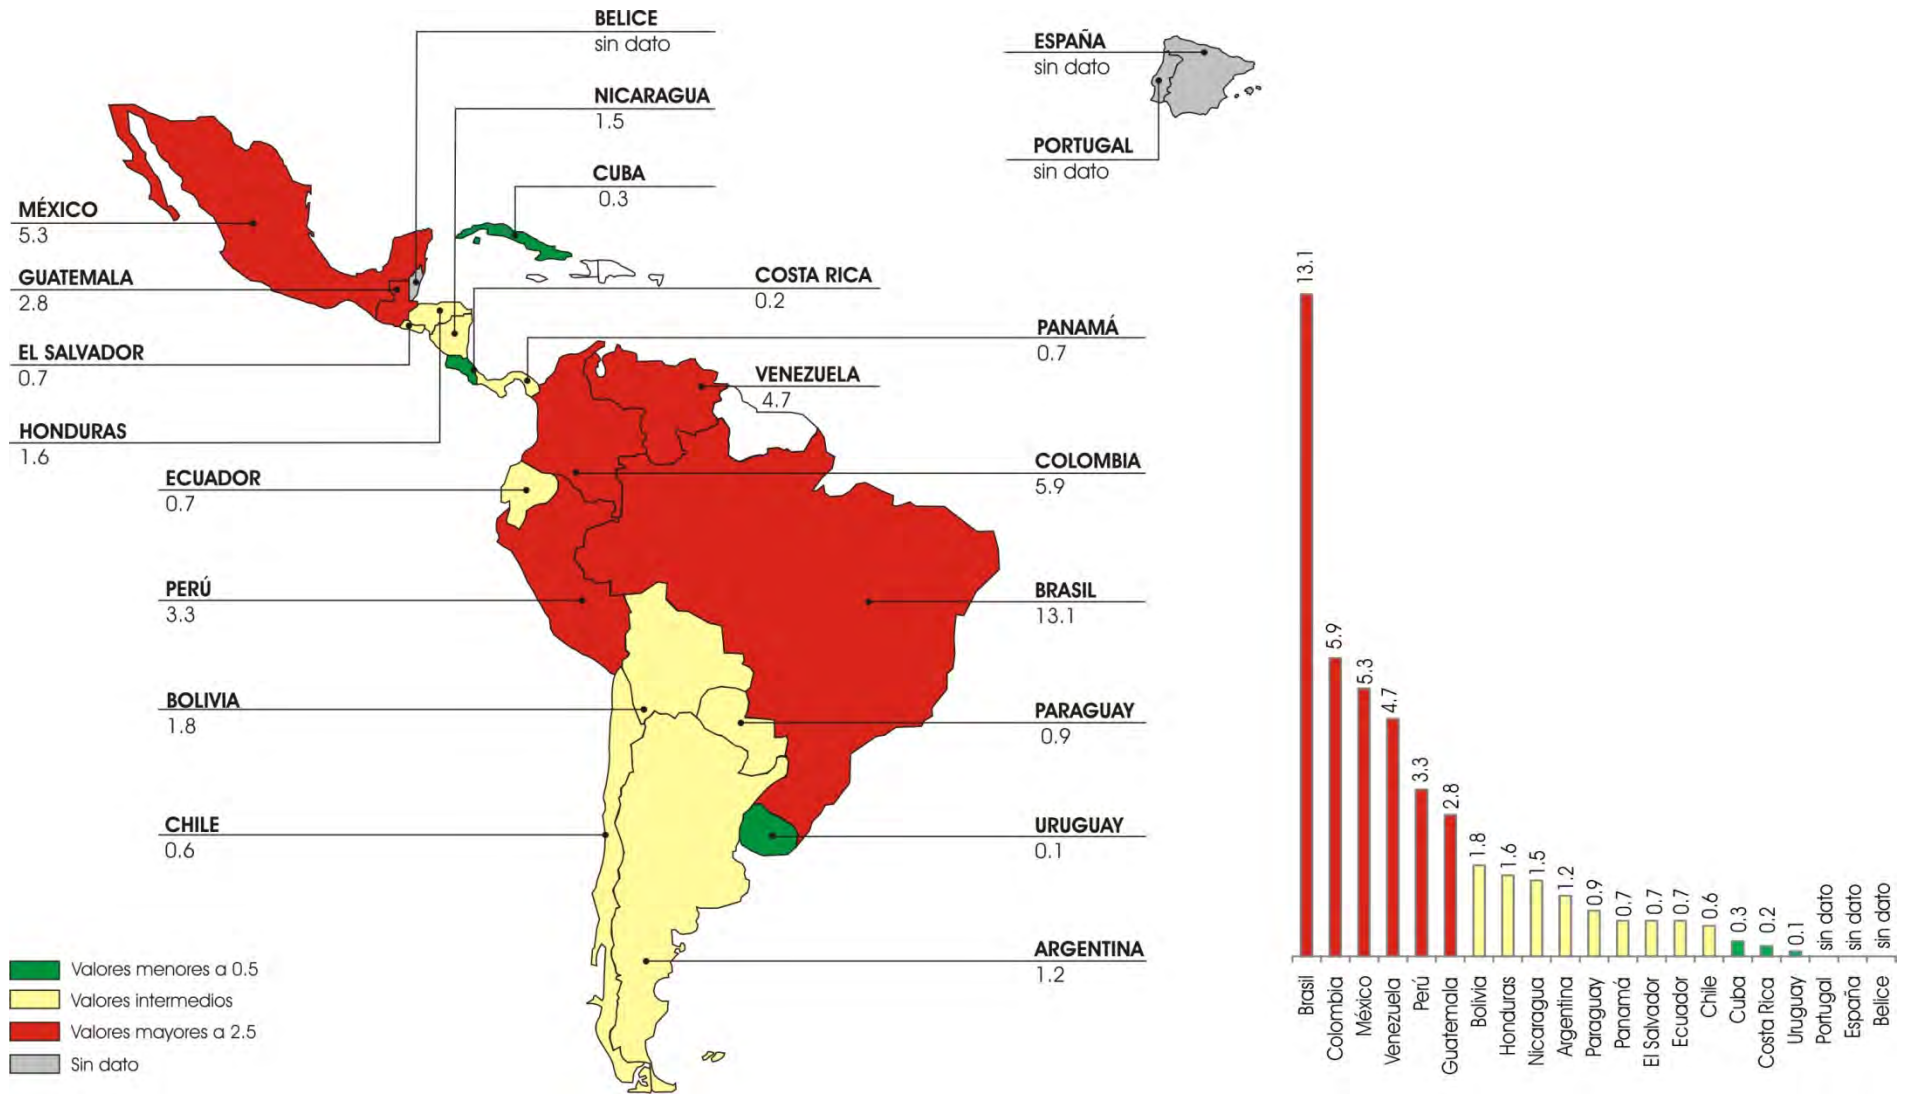 BELICE
sin dato
NICARAGUA
1.5
CUBA
0.3
ESPAÑA
sin dato
PORTUGAL
sin dato
MÉXICO
5.3
GUATEMALA
2.8
EL SALVADOR
0.7
HONDURAS
1.6
COSTA RICA
0.2
PANAMÁ
0.7
VENEZUELA
4.7
COLOMBIA
5.9
ECUADOR
0.7
PERÚ
3.3
BRASIL
13.1
BOLIVIA
1.8
PARAGUAY
0.9
CHILE
0.6
URUGUAY
0.1
ARGENTINA
1.2
Valores menores a 0.5
Valores intermedios
Valores mayores a 2.5
Sin dato
13.1
5.9
5.3
4.7
3.3
2.8
1.8
1.6
1.5
1.2
0.9
0.7
0.7
0.7
0.6
0.3
0.2
0.1
sin dato
sin dato
sin dato
Brasil
Colombia
México
Venezuela
Perú
Guatemala
Bolivia
Honduras
Nicaragua
Argentina
Paraguay
Panamá
El Salvador
Ecuador
Chile
Cuba
Costa Rica
Uruguay
Portugal
España
Belice